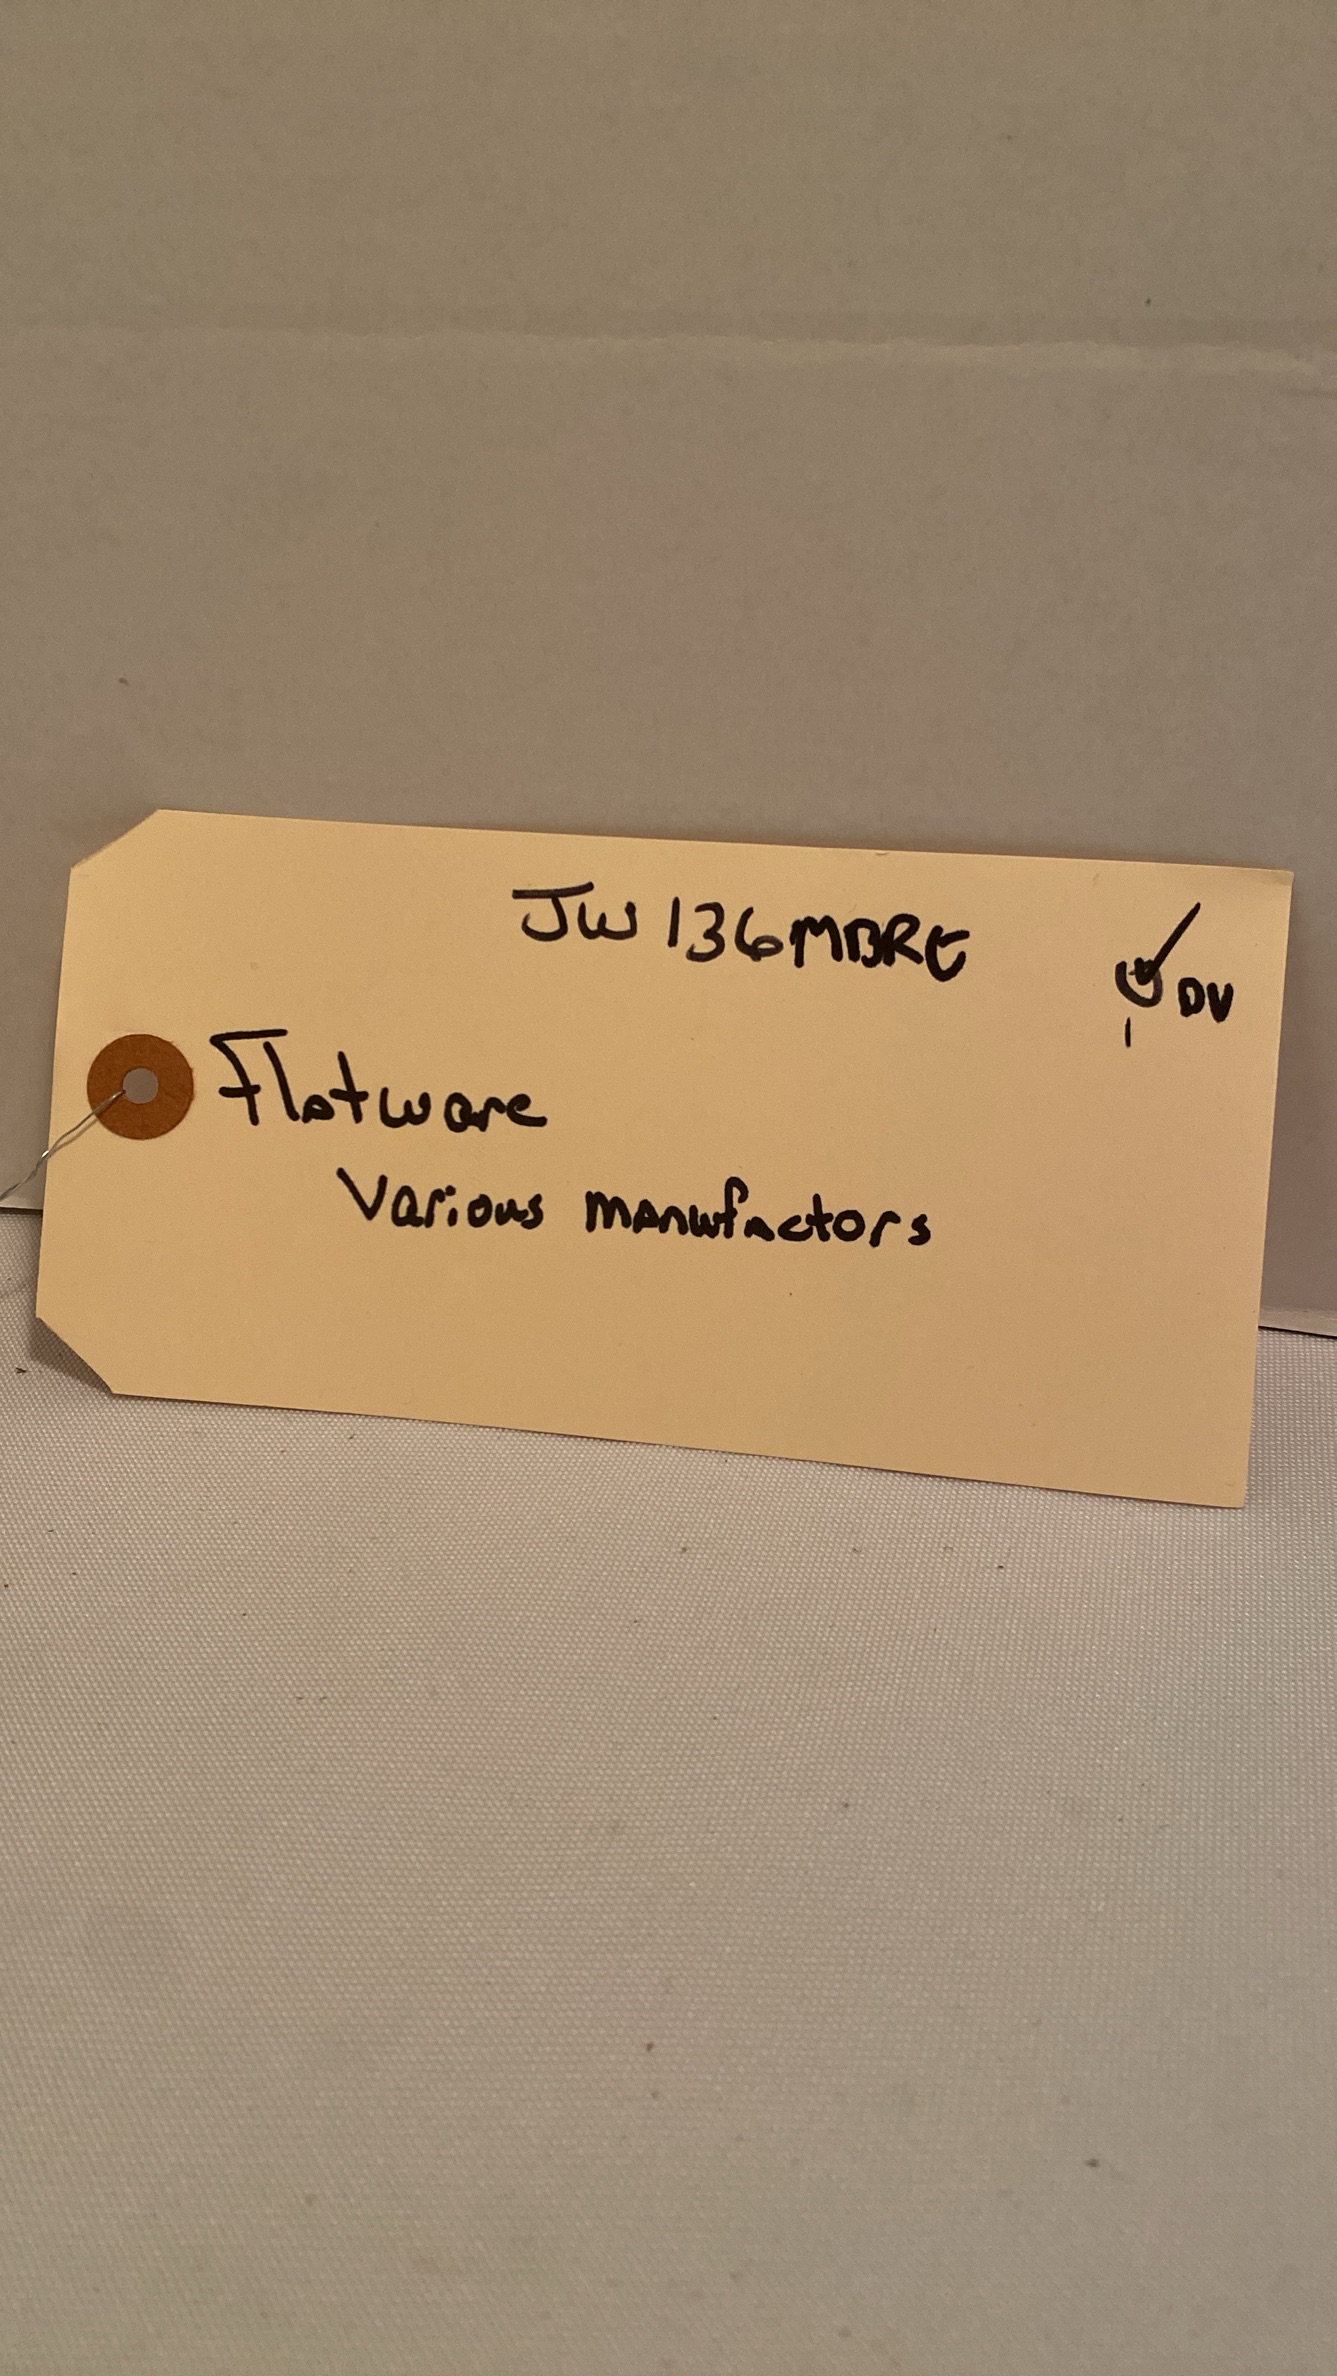 JW 136MBRE
DV
Flatware
Various manufactors